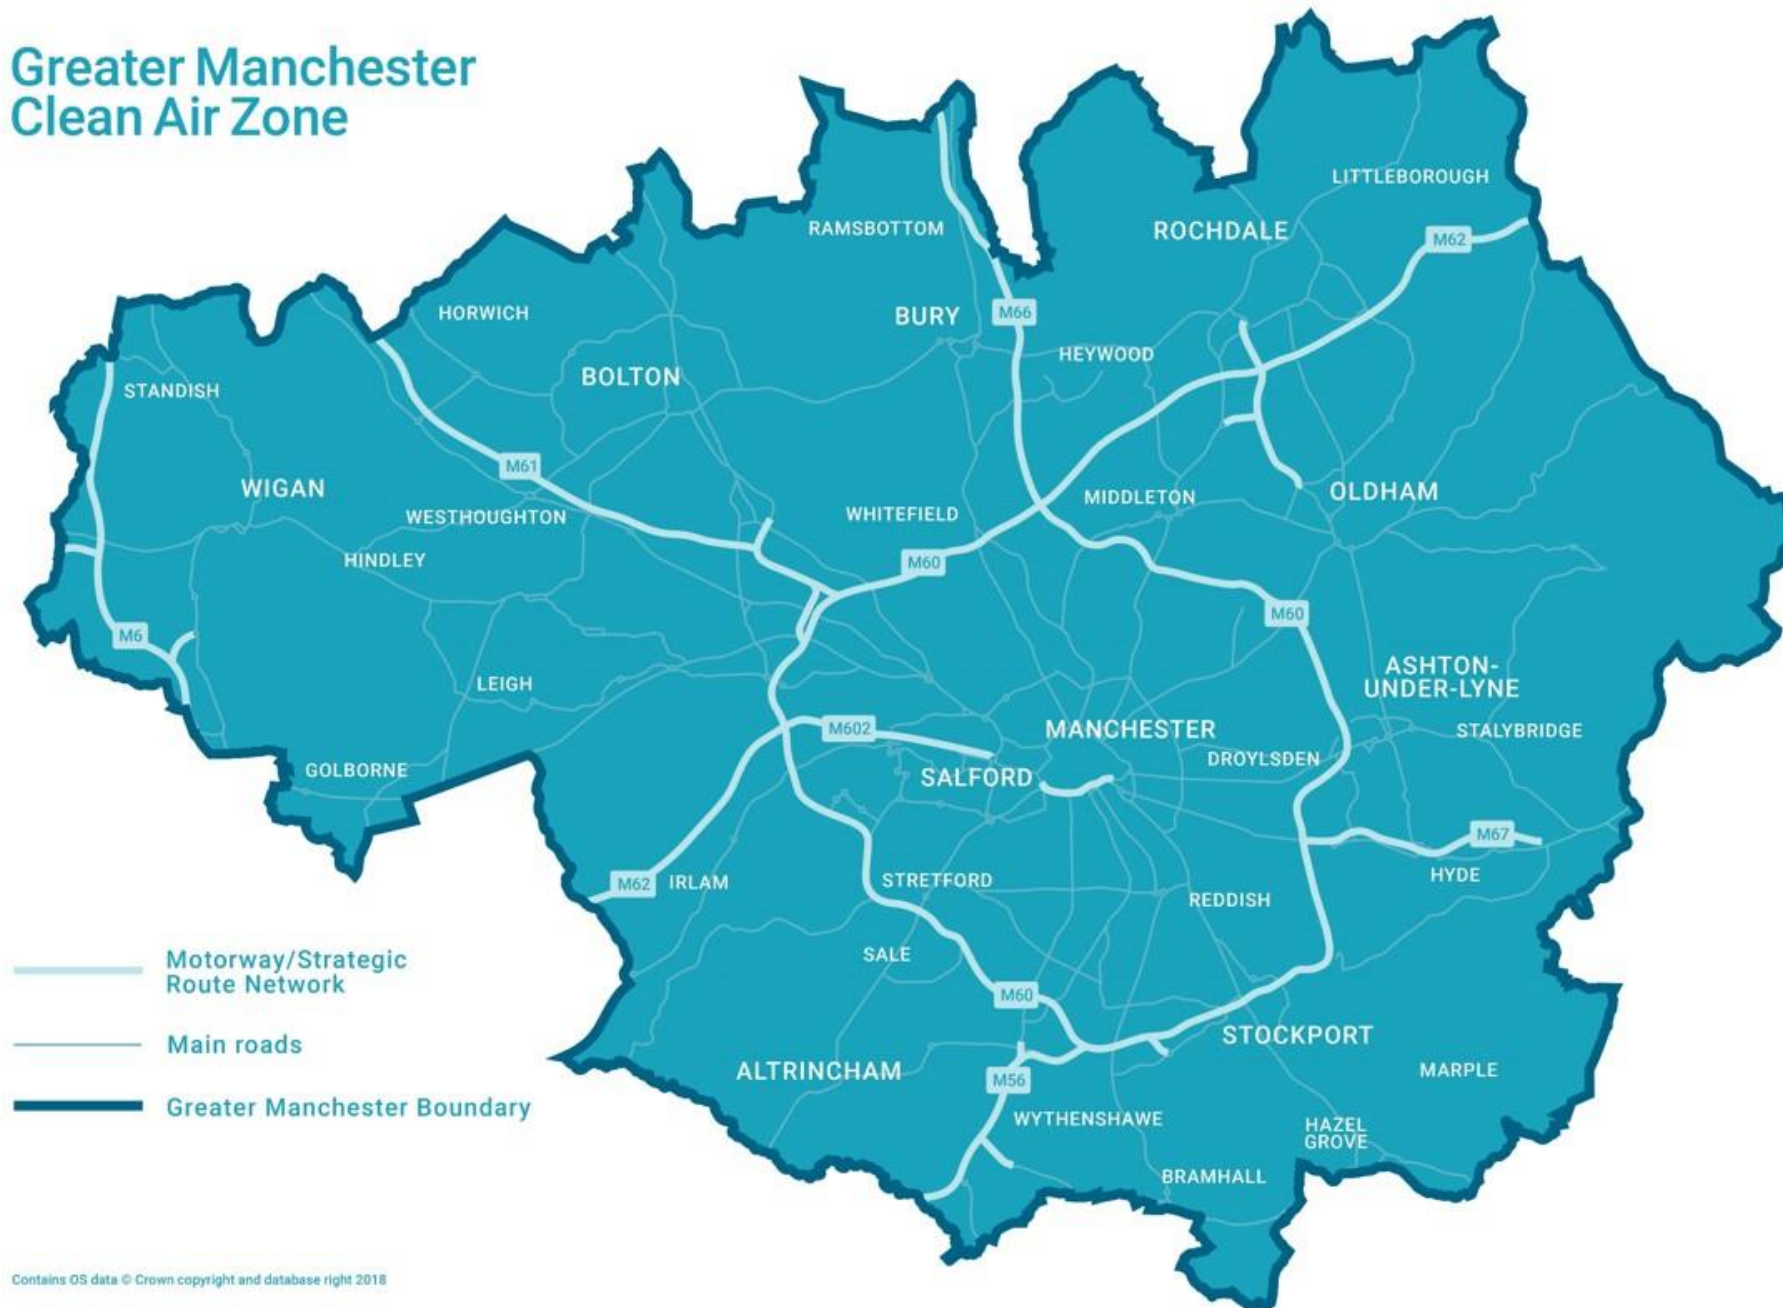 Greater Manchester
Clean Air Zone
LITTLEBOROUGH
RAMSBOTTOM
ROCHDALE
M62
HORWICH
BURY
M66
HEYWOOD
BOLTON
STANDISH
M61
WIGAN
WESTHOUGHTON
WHITEFIELD
MIDDLETON
OLDHAM
HINDLEY
M60
M60
M6
LEIGH
ASHTON-
UNDER-LYNE
M602
MANCHESTER
STALYBRIDGE
DROYLSDEN
GOLBORNE
SALFORD
M67
M62
IRLAM
STRETFORD
HYDE
REDDISH
SALE
M60
STOCKPORT
ALTRINCHAM
M56
MARPLE
WYTHENSHAWE
HAZEL
GROVE
BRAMHALL
Motorway/Strategic
Route Network
Main roads
Greater Manchester Boundary
Contains OS data © Crown copyright and database right 2018